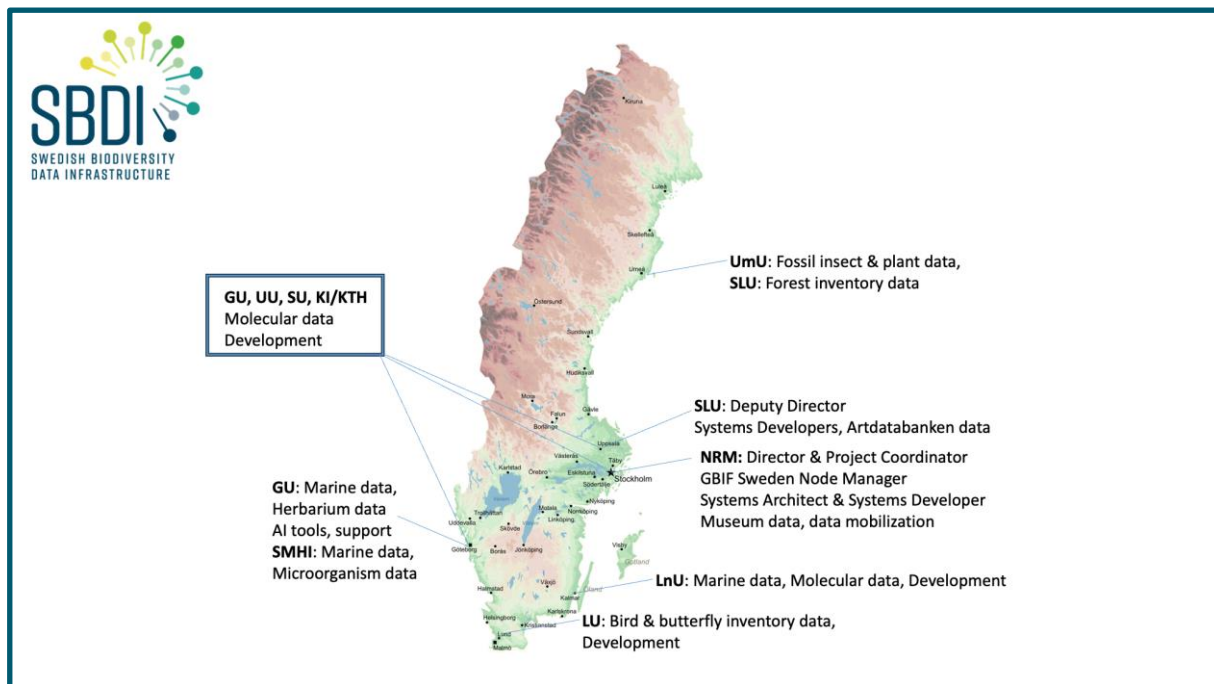 SBDI
SWEDISH BIODIVERSITY
DATA INFRASTRUCTURE
Kiruna
Luleå
Skellefteå
Umeå
UmU: Fossil insect & plant data,
SLU: Forest inventory data
GU, UU, SU, KI/KTH
Molecular data
Development
Östersund
Sundsvall
Hudiksvall
Mora
Falun
Borlänge
Gävle
SLU: Deputy Director
Systems Developers, Artdatabanken data
Uppsala
Västerås
Täby
Karlstad
Örebro
Eskilstuna
Stockholm
Södertälje
NRM: Director & Project Coordinator
GBIF Sweden Node Manager
Systems Architect & Systems Developer
Museum data, data mobilization
GU: Marine data,
Herbarium data
AI tools, support
SMHI: Marine data,
Microorganism data
Nyköping
Norrköping
Motala
Linköping
Trollhättan
Uddevalla
Skövde
Göteborg
Borås
Jönköping
Visby
Gotland
LnU: Marine data, Molecular data, Development
Halmstad
Växjö
Kalmar
Öland
Karlskrona
Helsingborg
Kristianstad
Lund
Malmö
LU: Bird & butterfly inventory data,
Development